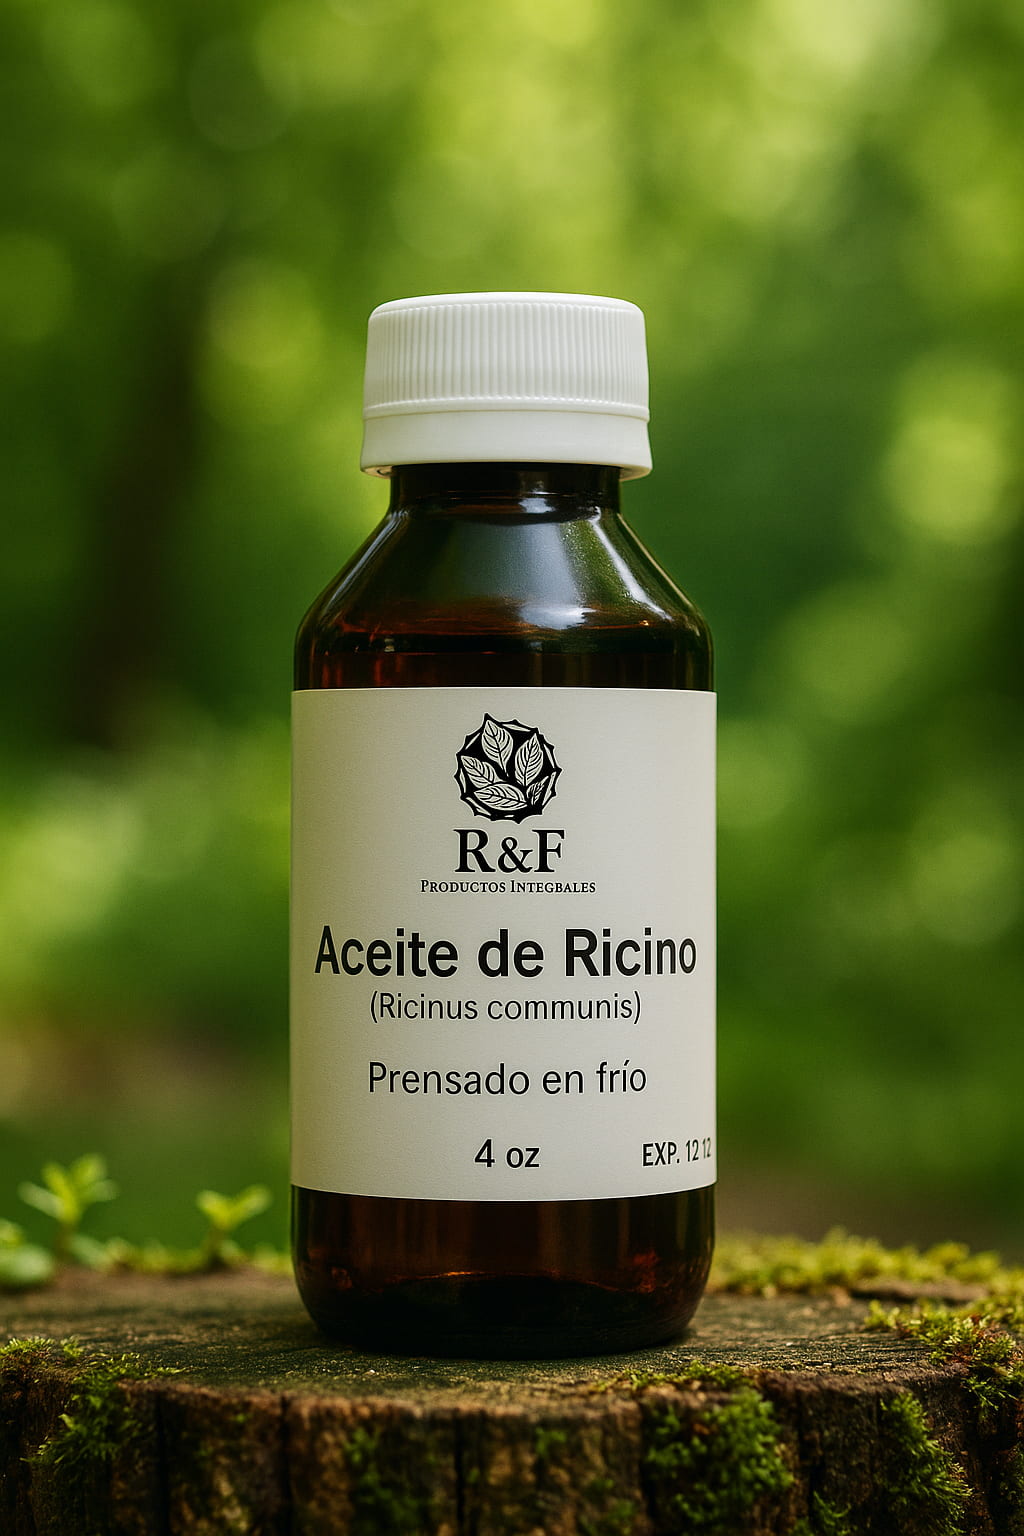 R&F
PRODUCTOS INTEGBALES
Aceite de Ricino
(Ricinus communis)
Prensado en frío
4 oz
EXP. 12 12